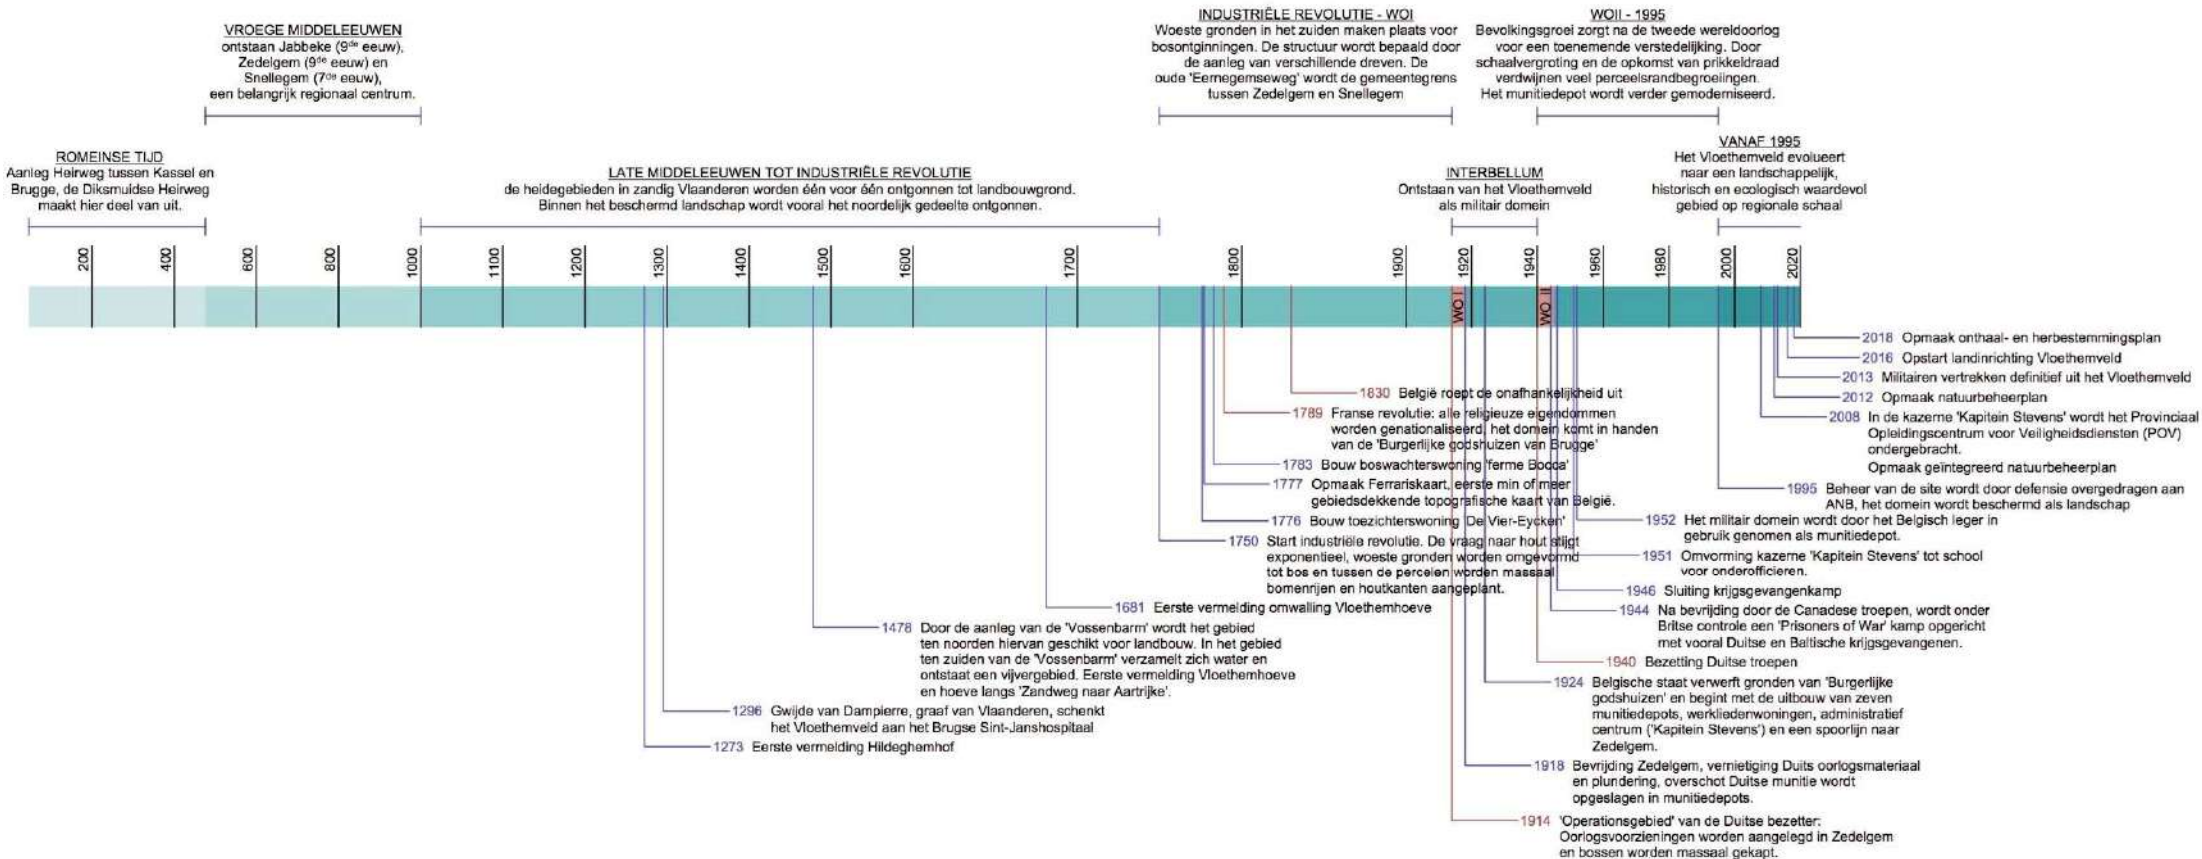 VROEGE MIDDELEEUWEN
ontstaan Jabbeke (9de eeuw),
Zedelgem (9de eeuw) en
Snellegem (7de eeuw),
een belangrijk regionaal centrum.
INDUSTRIËLE REVOLUTIE - WOI
Woeste gronden in het zuiden maken plaats voor
bosontginningen. De structuur wordt bepaald door
de aanleg van verschillende dreven. De
oude 'Eernegemseweg' wordt de gemeentegrens
tussen Zedelgem en Snellegem
WOII - 1995
Bevolkingsgroei zorgt na de tweede wereldoorlog
voor een toenemende verstedelijking. Door
schaalvergroting en de opkomst van prikkeldraad
verdwijnen veel perceelsrandbegroeiingen.
Het munitiedepot wordt verder gemoderniseerd.
ROMEINSE TIJD
Aanleg Heirweg tussen Kassel en
Brugge, de Diksmuidse Heirweg
maakt hier deel van uit.
LATE MIDDELEEUWEN TOT INDUSTRIËLE REVOLUTIE
de heidegebieden in zandig Vlaanderen worden één voor één ontgonnen tot landbouwgrond.
Binnen het beschermd landschap wordt vooral het noordelijk gedeelte ontgonnen.
INTERBELLUM
Ontstaan van het Vloethemveld
als militair domein
VANAF 1995
Het Vloethemveld evolueert
naar een landschappelijk,
historisch en ecologisch waardevol
gebied op regionale schaal
200
400
600
800
1000
1100
1200
1300
1400
1500
1600
1700
1800
1900
1920
1940
1960
1980
2000
2020
WO I
WO II
2018 Opmaak onthaal- en herbestemmingsplan
2016 Opstart landinrichting Vloethemveld
2013 Militairen vertrekken definitief uit het Vloethemveld
2012 Opmaak natuurbeheerplan
2008 In de kazerne 'Kapitein Stevens' wordt het Provinciaal
Opleidingscentrum voor Veiligheidsdiensten (POV)
ondergebracht.
Opmaak geïntegreerd natuurbeheerplan
1995 Beheer van de site wordt door defensie overgedragen aan
ANB, het domein wordt beschermd als landschap
1952 Het militair domein wordt door het Belgisch leger in
gebruik genomen als munitiedepot.
1951 Omvorming kazerne 'Kapitein Stevens' tot school
voor onderofficieren.
1946 Sluiting krijgsgevangenkamp
1944 Na bevrijding door de Canadese troepen, wordt onder
Britse controle een 'Prisoners of War' kamp opgericht
met vooral Duitse en Baltische krijgsgevangenen.
1940 Bezetting Duitse troepen
1924 Belgische staat verwerft gronden van 'Burgerlijke
godshuizen' en begint met de uitbouw van zeven
munitiedepots, werkliedenwoningen, administratief
centrum ('Kapitein Stevens') en een spoorlijn naar
Zedelgem.
1918 Bevrijding Zedelgem, vernietiging Duits oorlogsmateriaal
en plundering, overschot Duitse munitie wordt
opgeslagen in munitiedepots.
1914 'Operationsgebied' van de Duitse bezetter:
Oorlogsvoorzieningen worden aangelegd in Zedelgem
en bossen worden massaal gekapt.
1830 België roept de onafhankelijkheid uit
1789 Franse revolutie: alle religieuze eigendommen
worden genationaliseerd, het domein komt in handen
van de 'Burgerlijke godshuizen van Brugge'
1783 Bouw boswachterswoning 'ferme Bocca'
1777 Opmaak Ferrariskaart, eerste min of meer
gebiedsdekkende topografische kaart van België.
1776 Bouw toezichterswoning 'De Vier-Eycken'
1750 Start industriële revolutie. De vraag naar hout stijgt
exponentieel, woeste gronden worden omgevormd
tot bos en tussen de percelen worden massaal
bomenrijen en houtkanten aangeplant.
1681 Eerste vermelding omwalling Vloethemhoeve
1478 Door de aanleg van de 'Vossenbarm' wordt het gebied
ten noorden hiervan geschikt voor landbouw. In het gebied
ten zuiden van de 'Vossenbarm' verzamelt zich water en
ontstaat een vijvergebied. Eerste vermelding Vloethemhoeve
en hoeve langs 'Zandweg naar Aartrijke'.
1296 Gwijde van Dampierre, graaf van Vlaanderen, schenkt
het Vloethemveld aan het Brugse Sint-Janshospitaal
1273 Eerste vermelding Hildeghemhof